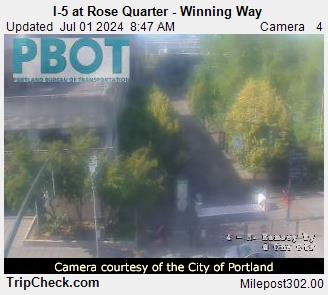 I-5 at Rose Quarter - Winning Way
Updated Jul 01 2024 8:47 AM Camera 4
PBOT
PORTLAND BUREAU OF TRANSPORTATION
Camera courtesy of the City of Portland
TripCheck.com Milepost302.00